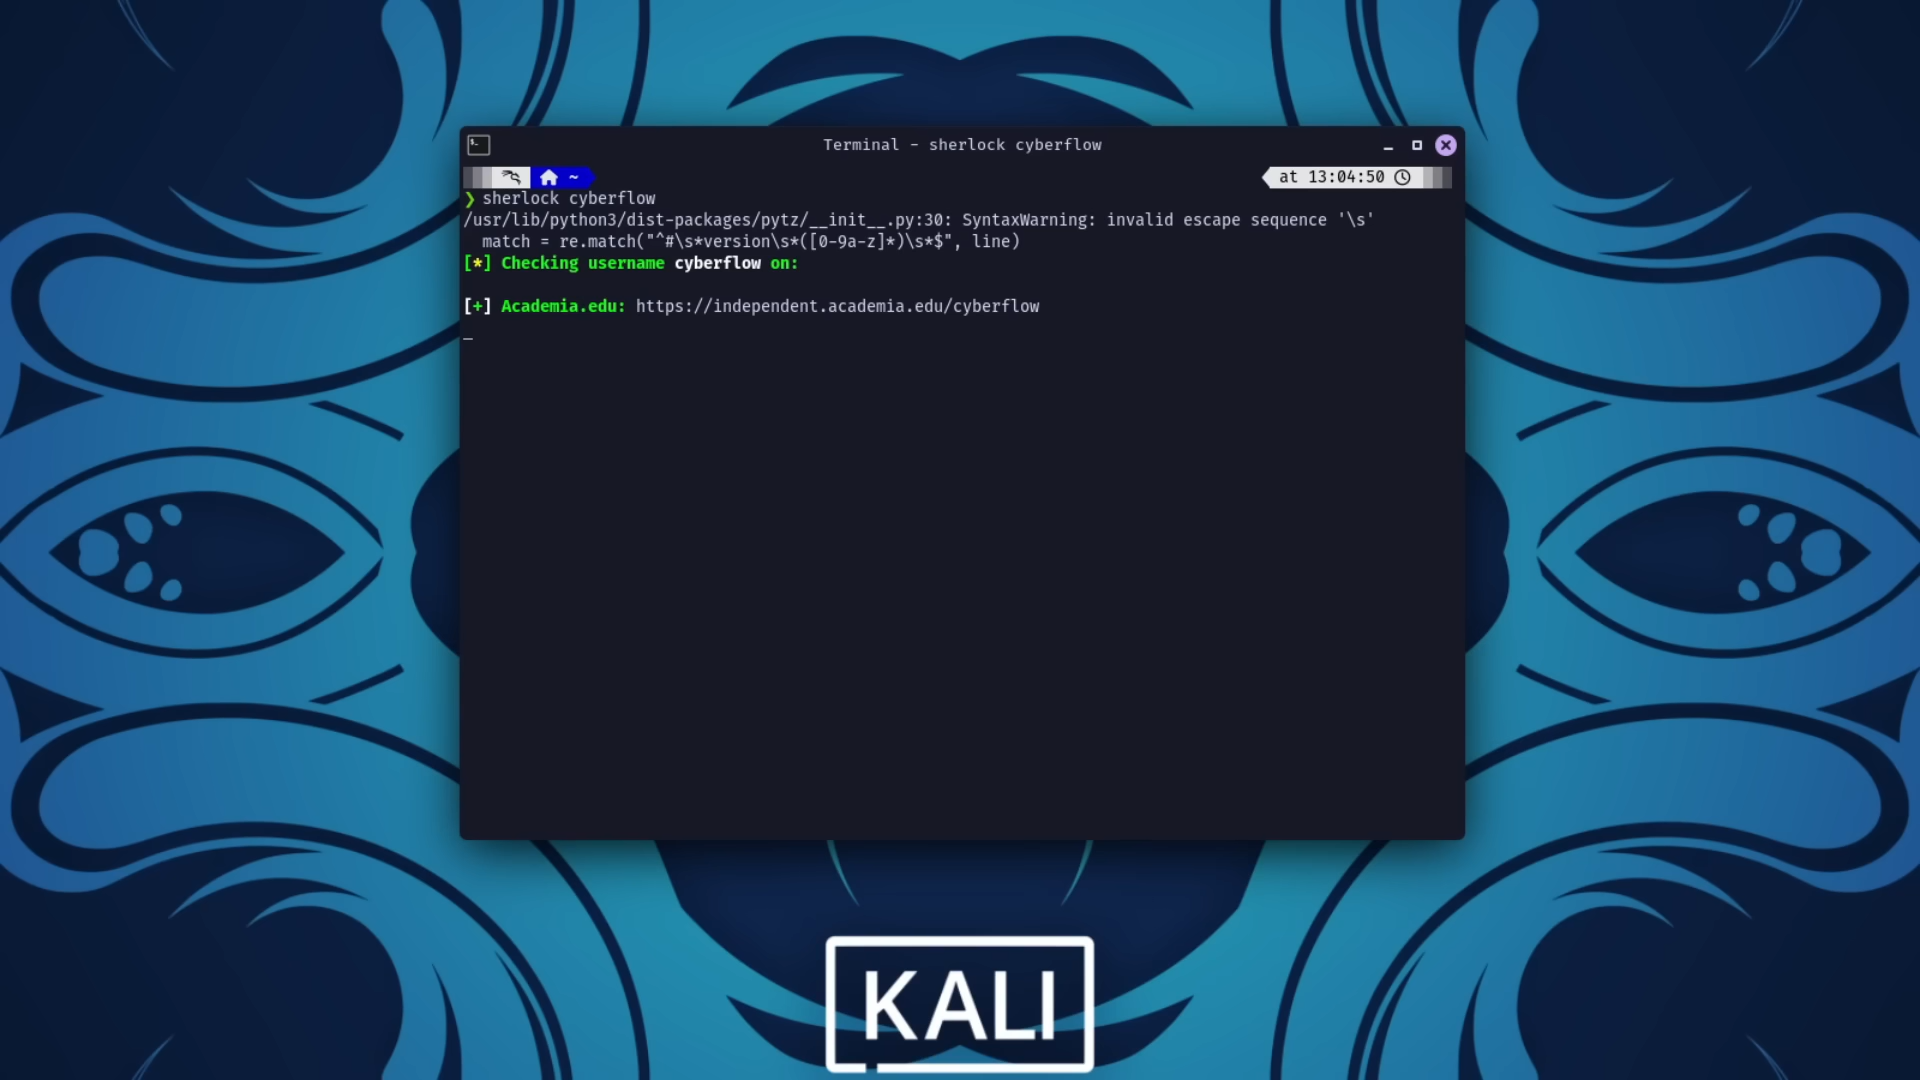 Terminal - sherlock cyberflow
~
at 13:04:50
❯ sherlock cyberflow
/usr/lib/python3/dist-packages/pytz/__init__.py:30: SyntaxWarning: invalid escape sequence '\s'
  match = re.match("^#\s*version\s*([0-9a-z]*)\s*$", line)
[*] Checking username cyberflow on:
[+] Academia.edu: https://independent.academia.edu/cyberflow
KALI